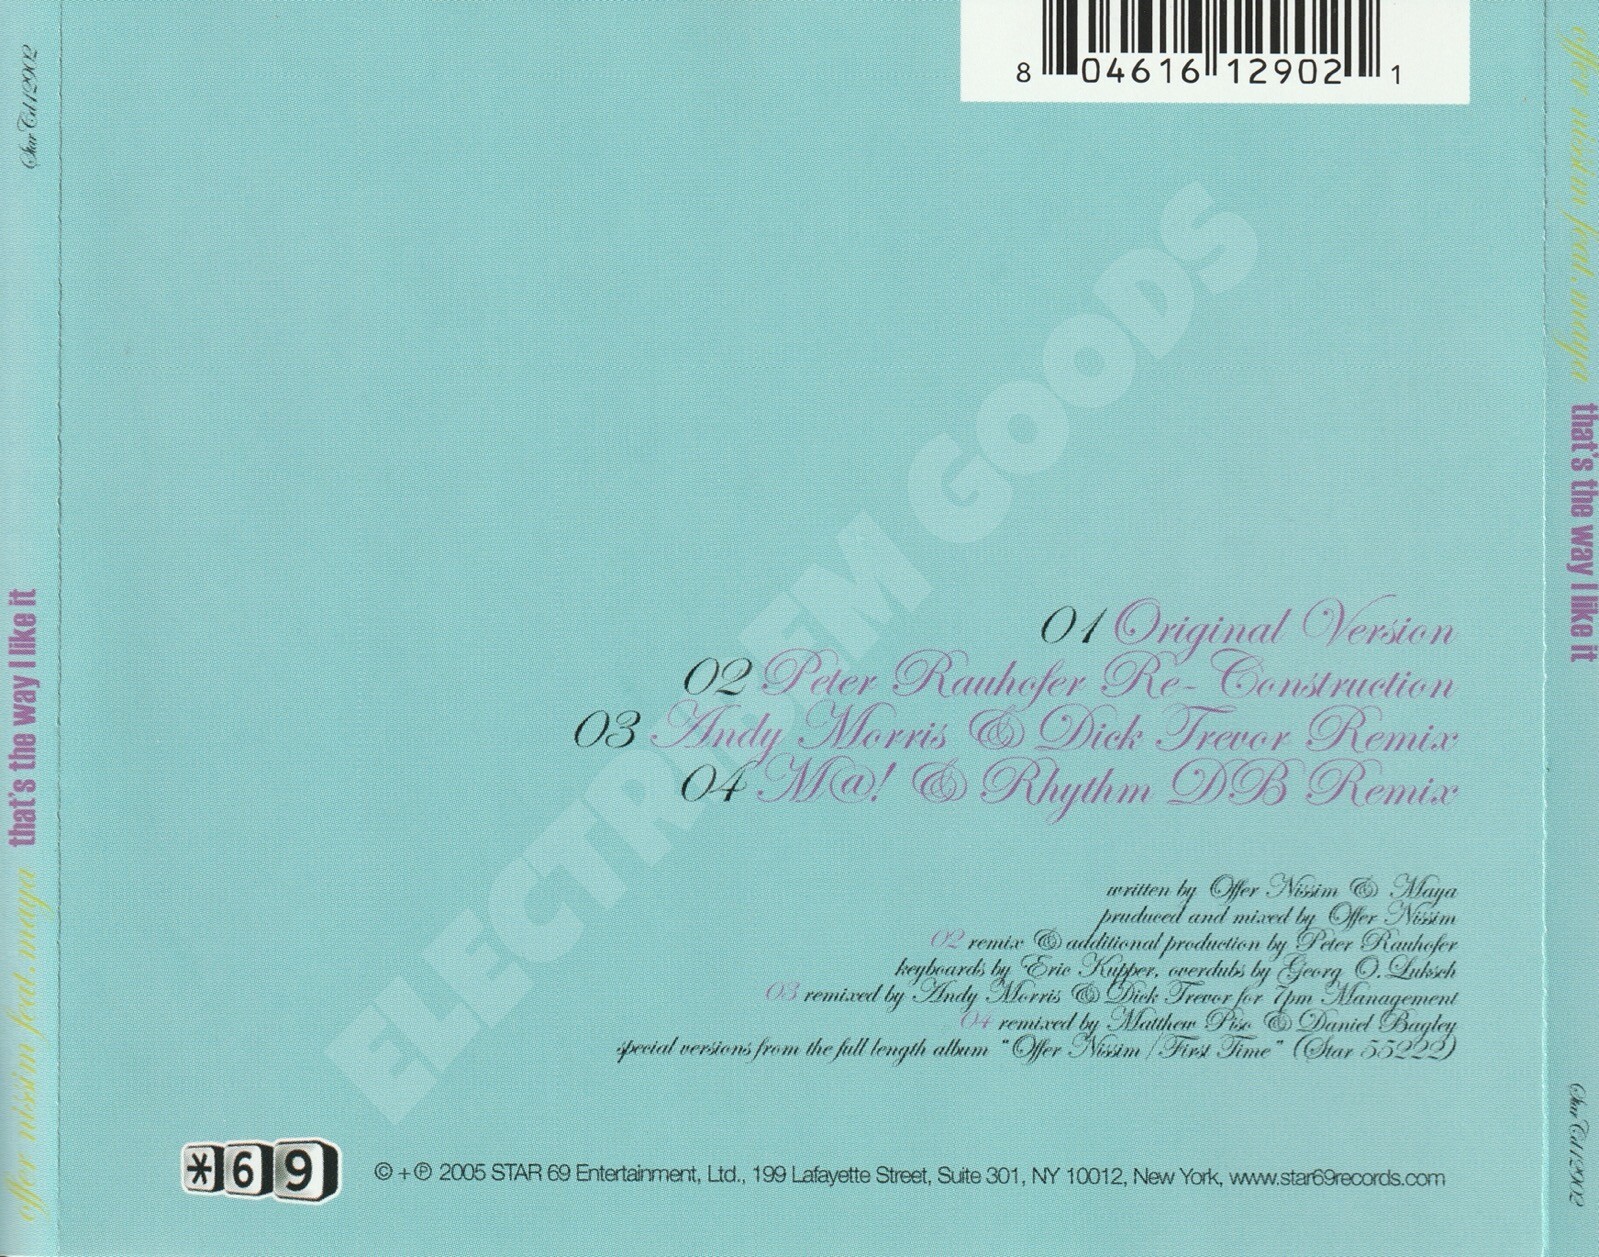 8 04616 12902 1
Star Cd 12902
offer nissim feat. maya that's the way I like it
offer nissim feat. maya that's the way I like it
Star Cd 12902
ELECTRIDEM GOODS
01 Original Version
02 Peter Rauhofer Re-Construction
03 Andy Morris & Dick Trevor Remix
04 M@! & Rhythm DB Remix
written by Offer Nissim & Maya
pruduced and mixed by Offer Nissim
02 remix & additional production by Peter Rauhofer
keyboards by Eric Kupper, overdubs by Georg O. Luksch
03 remixed by Andy Morris & Dick Trevor for 7pm Management
04 remixed by Matthew Piso & Daniel Bagley
special versions from the full length album "Offer Nissim / First Time" (Star 55222)
*69
© + ℗ 2005 STAR 69 Entertainment, Ltd., 199 Lafayette Street, Suite 301, NY 10012, New York, www.star69records.com